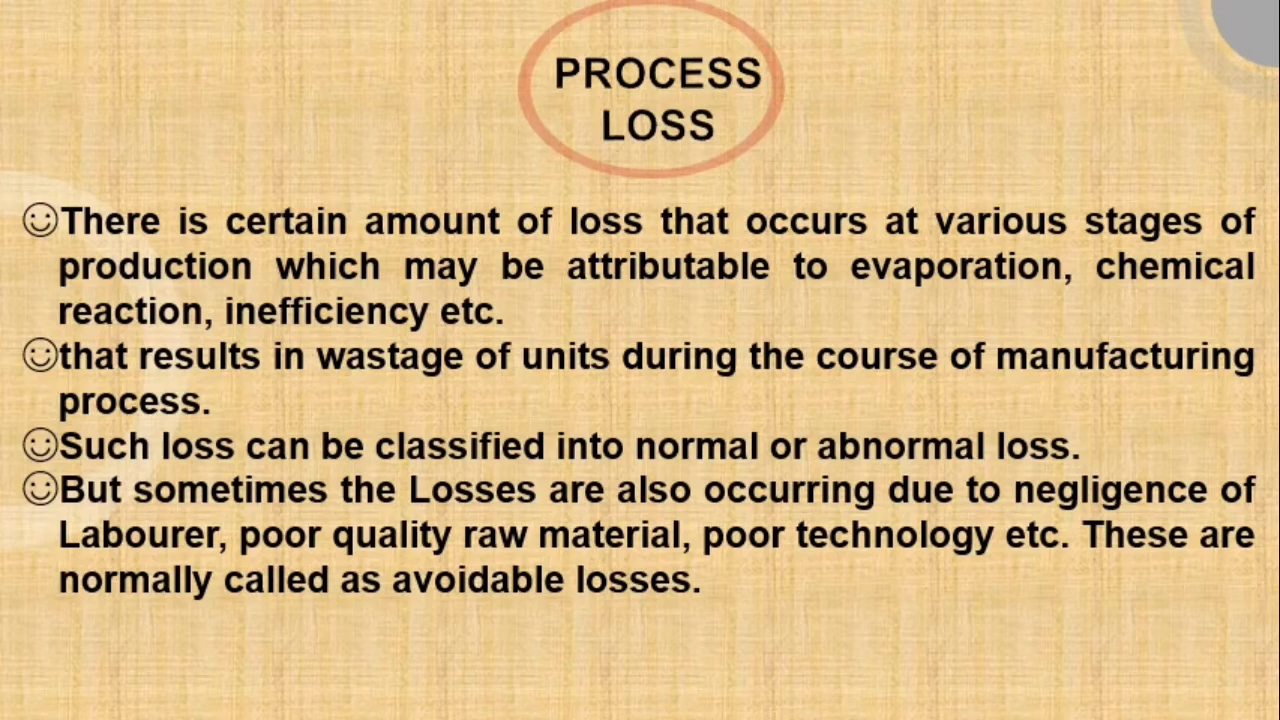 PROCESS
LOSS
☺There is certain amount of loss that occurs at various stages of
production which may be attributable to evaporation, chemical
reaction, inefficiency etc.
☺that results in wastage of units during the course of manufacturing
process.
☺Such loss can be classified into normal or abnormal loss.
☺But sometimes the Losses are also occurring due to negligence of
Labourer, poor quality raw material, poor technology etc. These are
normally called as avoidable losses.